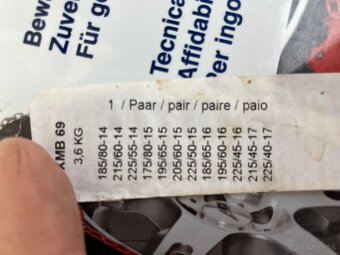 Bew
Zuve
Für g
Tecnica
Affidabi
Per ingo
1 / Paar / pair / paire / paio
XMB 69
3,6 KG
185/80-14
215/60-14
225/55-14
175/80-15
195/65-15
205/60-15
225/50-15
185/65-16
195/60-16
225/45-16
215/45-17
225/40-17